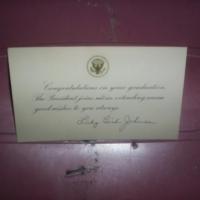 Congratulations on your graduation.
The President joins me in extending warm
good wishes to you always.
Lady Bird Johnson